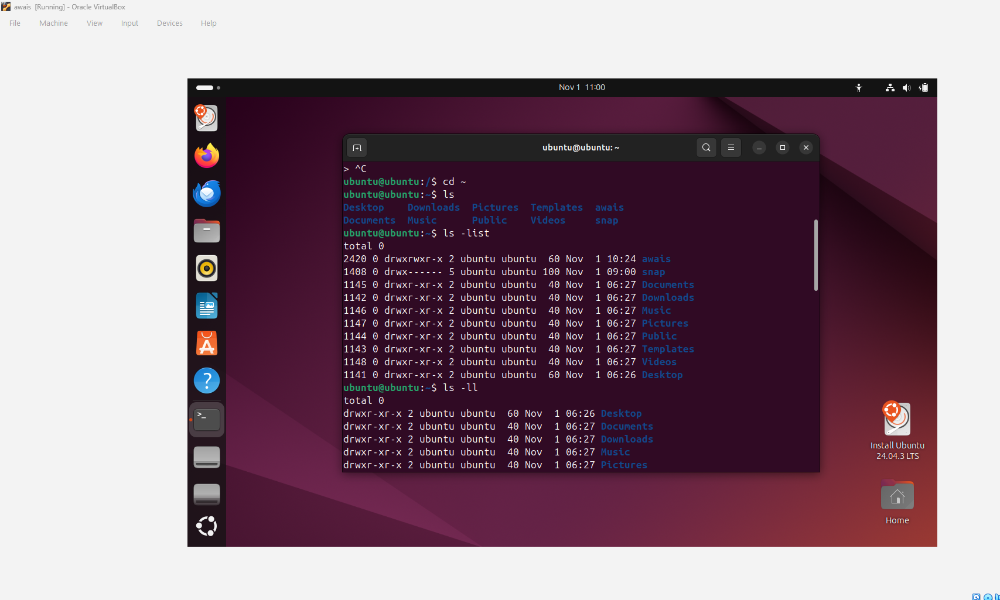 awais [Running] - Oracle VirtualBox
File Machine View Input Devices Help
Nov 1 11:00
ubuntu@ubuntu: ~
> ^C
ubuntu@ubuntu:/$ cd ~
ubuntu@ubuntu:~$ ls
Desktop Downloads Pictures Templates awais
Documents Music Public Videos snap
ubuntu@ubuntu:~$ ls -list
total 0
2420 0 drwxrwxr-x 2 ubuntu ubuntu 60 Nov 1 10:24 awais
1408 0 drwx------ 5 ubuntu ubuntu 100 Nov 1 09:00 snap
1145 0 drwxr-xr-x 2 ubuntu ubuntu 40 Nov 1 06:27 Documents
1142 0 drwxr-xr-x 2 ubuntu ubuntu 40 Nov 1 06:27 Downloads
1146 0 drwxr-xr-x 2 ubuntu ubuntu 40 Nov 1 06:27 Music
1147 0 drwxr-xr-x 2 ubuntu ubuntu 40 Nov 1 06:27 Pictures
1144 0 drwxr-xr-x 2 ubuntu ubuntu 40 Nov 1 06:27 Public
1143 0 drwxr-xr-x 2 ubuntu ubuntu 40 Nov 1 06:27 Templates
1148 0 drwxr-xr-x 2 ubuntu ubuntu 40 Nov 1 06:27 Videos
1141 0 drwxr-xr-x 2 ubuntu ubuntu 60 Nov 1 06:26 Desktop
ubuntu@ubuntu:~$ ls -ll
total 0
drwxr-xr-x 2 ubuntu ubuntu 60 Nov 1 06:26 Desktop
drwxr-xr-x 2 ubuntu ubuntu 40 Nov 1 06:27 Documents
drwxr-xr-x 2 ubuntu ubuntu 40 Nov 1 06:27 Downloads
drwxr-xr-x 2 ubuntu ubuntu 40 Nov 1 06:27 Music
drwxr-xr-x 2 ubuntu ubuntu 40 Nov 1 06:27 Pictures
Install Ubuntu
24.04.3 LTS
Home